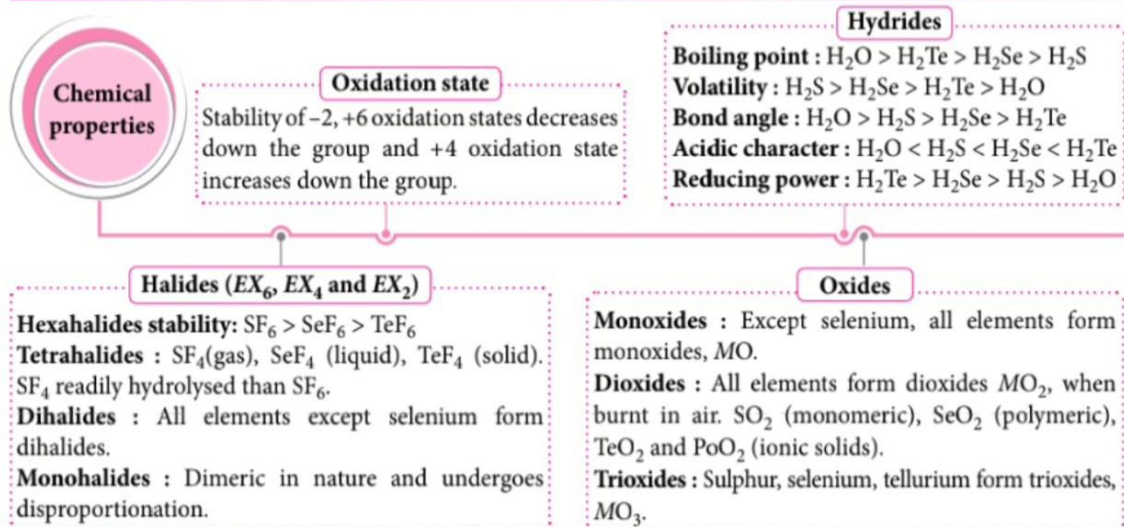 Chemical
properties
Oxidation state
Stability of –2, +6 oxidation states decreases
down the group and +4 oxidation state
increases down the group.
Hydrides
Boiling point : H₂O > H₂Te > H₂Se > H₂S
Volatility : H₂S > H₂Se > H₂Te > H₂O
Bond angle : H₂O > H₂S > H₂Se > H₂Te
Acidic character : H₂O < H₂S < H₂Se < H₂Te
Reducing power : H₂Te > H₂Se > H₂S > H₂O
Halides (EX₆, EX₄ and EX₂)
Hexahalides stability: SF₆ > SeF₆ > TeF₆
Tetrahalides : SF₄(gas), SeF₄ (liquid), TeF₄ (solid).
SF₄ readily hydrolysed than SF₆.
Dihalides : All elements except selenium form
dihalides.
Monohalides : Dimeric in nature and undergoes
disproportionation.
Oxides
Monoxides : Except selenium, all elements form
monoxides, MO.
Dioxides : All elements form dioxides MO₂, when
burnt in air. SO₂ (monomeric), SeO₂ (polymeric),
TeO₂ and PoO₂ (ionic solids).
Trioxides : Sulphur, selenium, tellurium form trioxides,
MO₃.